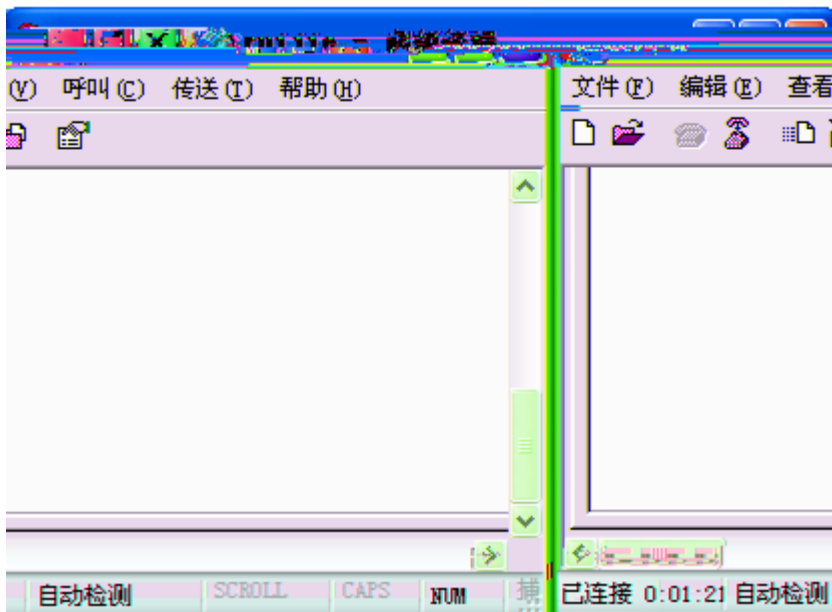 (V) 呼叫(C) 传送(T) 帮助(H) 文件(F) 编辑(E) 查看
自动检测 SCROLL CAPS NUM 捕 已连接 0:01:21 自动检测